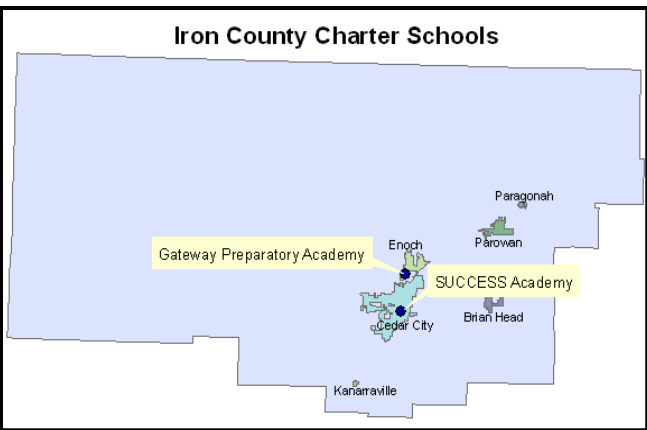 Iron County Charter Schools
Paragonah
Parowan
Enoch
Gateway Preparatory Academy
SUCCESS Academy
Brian Head
Cedar City
Kanarraville